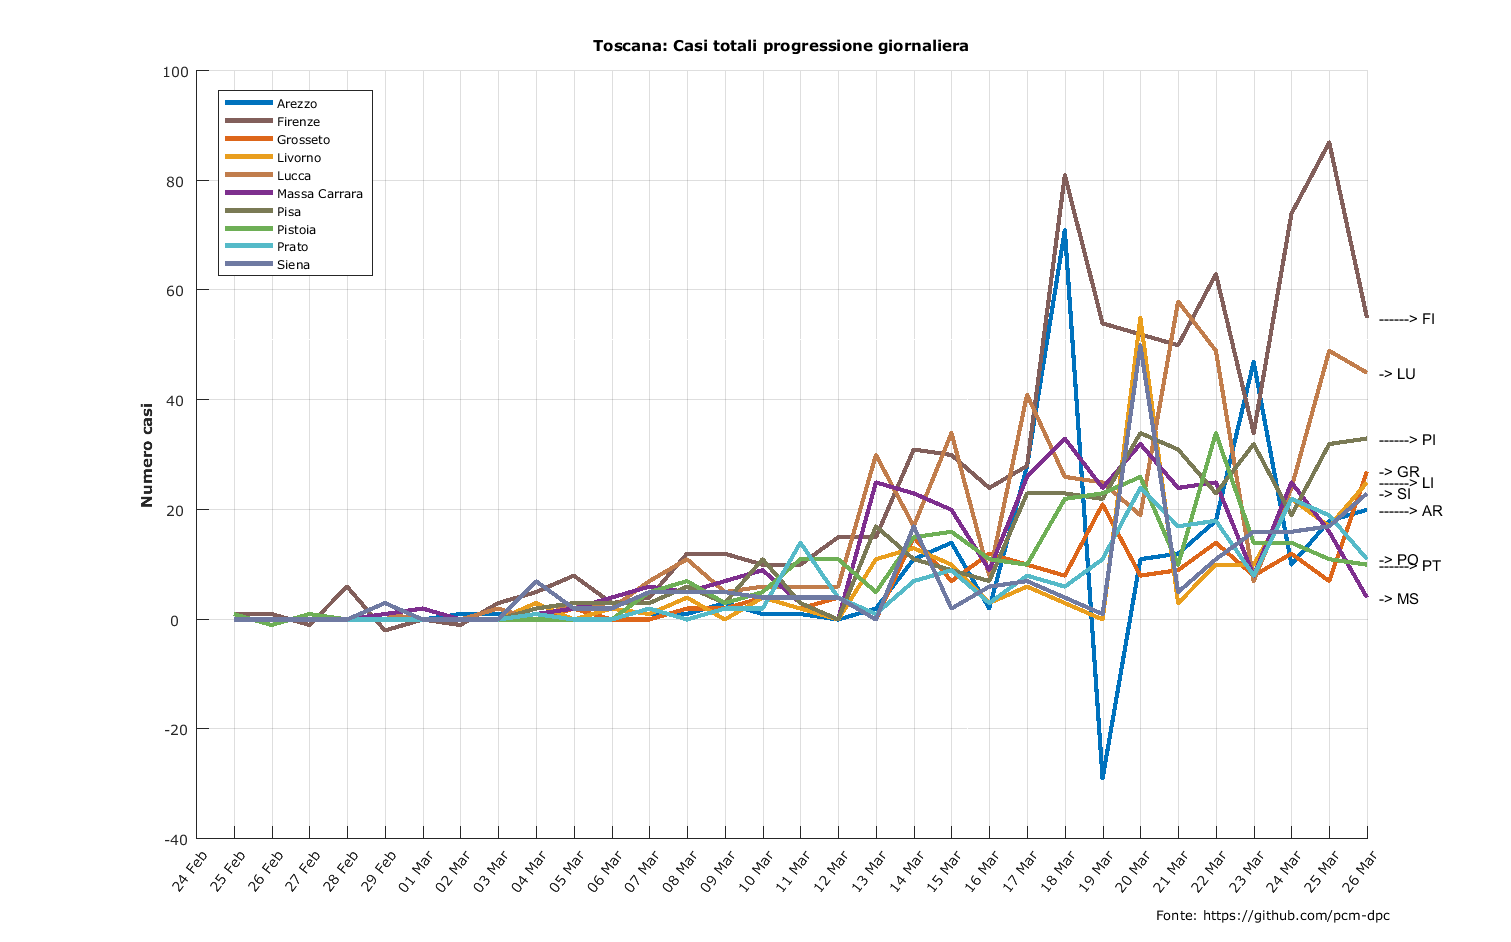 Toscana: Casi totali progressione giornaliera
100
80
60
40
20
0
-20
-40
Numero casi
Arezzo
Firenze
Grosseto
Livorno
Lucca
Massa Carrara
Pisa
Pistoia
Prato
Siena
------> FI
-> LU
------> PI
-> GR
------> LI
-> SI
------> AR
-> PO
------> PT
-> MS
24 Feb
25 Feb
26 Feb
27 Feb
28 Feb
29 Feb
01 Mar
02 Mar
03 Mar
04 Mar
05 Mar
06 Mar
07 Mar
08 Mar
09 Mar
10 Mar
11 Mar
12 Mar
13 Mar
14 Mar
15 Mar
16 Mar
17 Mar
18 Mar
19 Mar
20 Mar
21 Mar
22 Mar
23 Mar
24 Mar
25 Mar
26 Mar
Fonte: https://github.com/pcm-dpc